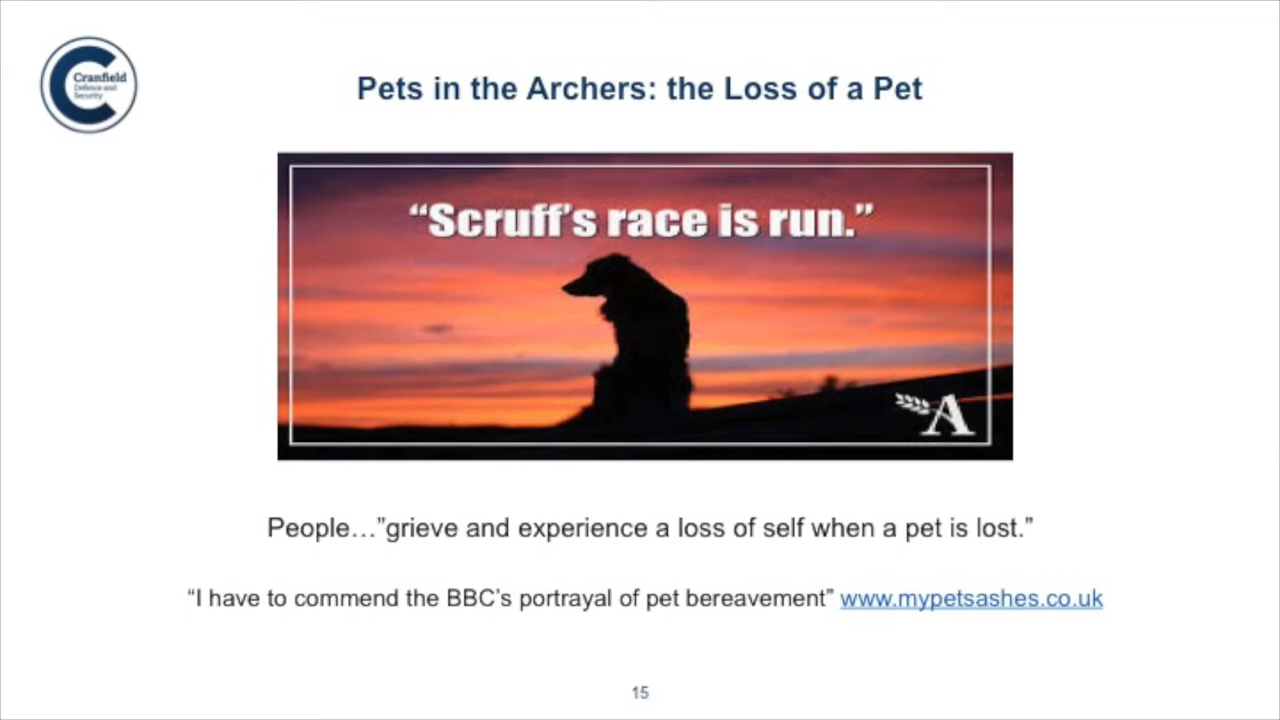 Cranfield
Defence and
Security
Pets in the Archers: the Loss of a Pet
“Scruff’s race is run.”
A
People…”grieve and experience a loss of self when a pet is lost.”
“I have to commend the BBC’s portrayal of pet bereavement” www.mypetsashes.co.uk
15